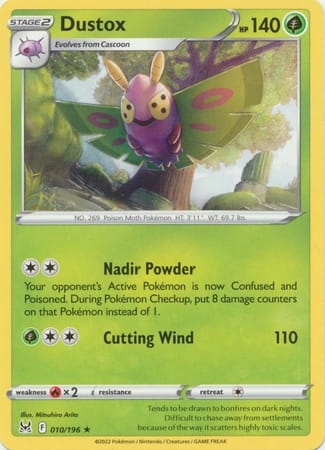 STAGE 2
Dustox
HP 140
Evolves from Cascoon
NO. 269 Poison Moth Pokémon HT: 3'11" WT: 69.7 lbs.
Nadir Powder
Your opponent's Active Pokémon is now Confused and
Poisoned. During Pokémon Checkup, put 8 damage counters
on that Pokémon instead of 1.
Cutting Wind 110
weakness ×2 resistance retreat
Illus. Mitsuhiro Arita
F 010/196 ★
Tends to be drawn to bonfires on dark nights.
Difficult to chase away from settlements
because of the way it scatters highly toxic scales.
©2022 Pokémon / Nintendo / Creatures / GAME FREAK